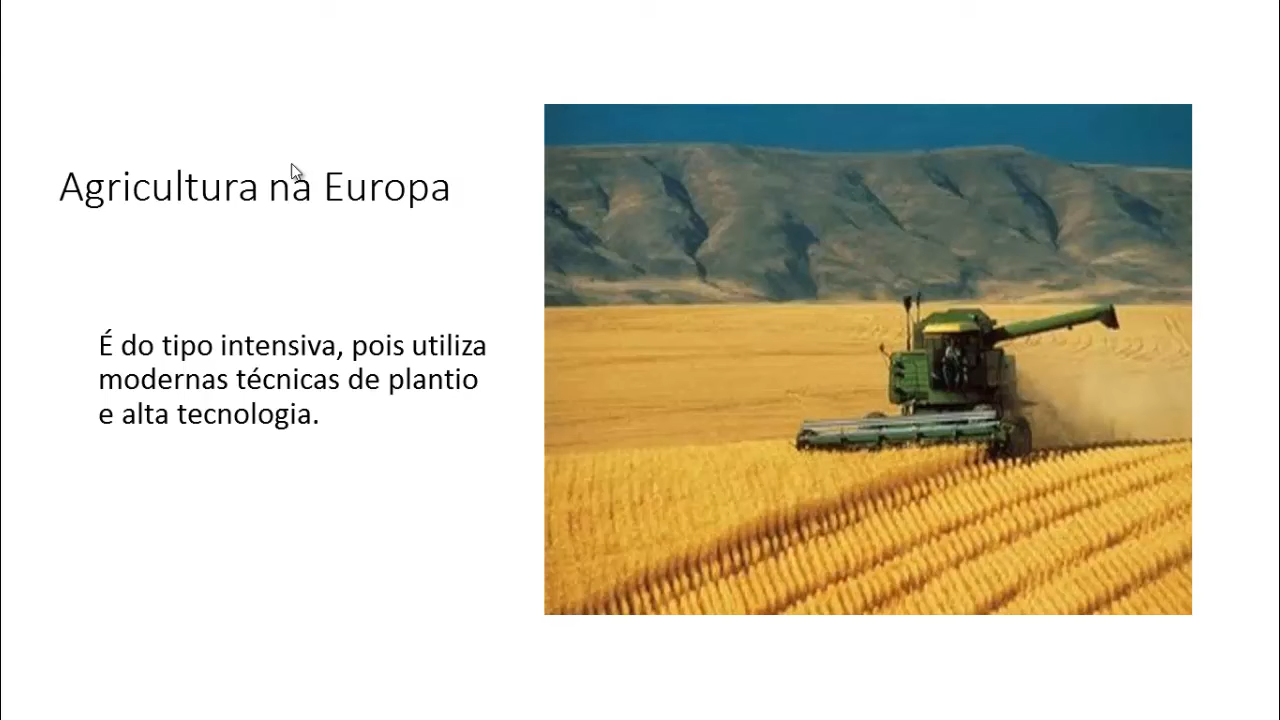 Agricultura na Europa
É do tipo intensiva, pois utiliza
modernas técnicas de plantio
e alta tecnologia.